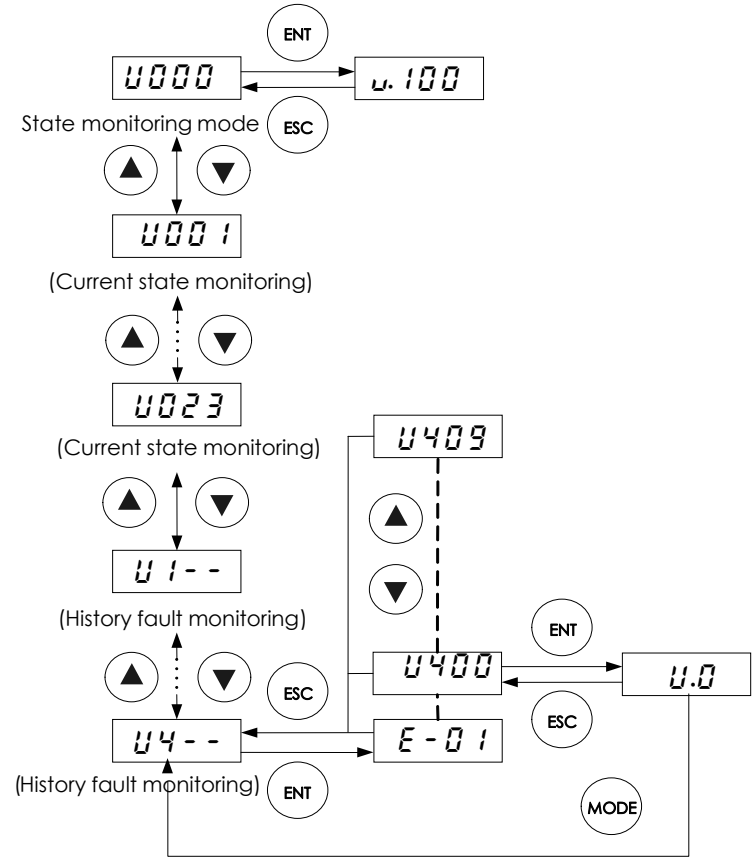 ENT
U000
u.100
State monitoring mode
ESC
U001
(Current state monitoring)
U023
(Current state monitoring)
U409
U1--
(History fault monitoring)
ENT
ESC
U400
U.0
ESC
U4--
E-01
(History fault monitoring)
ENT
MODE